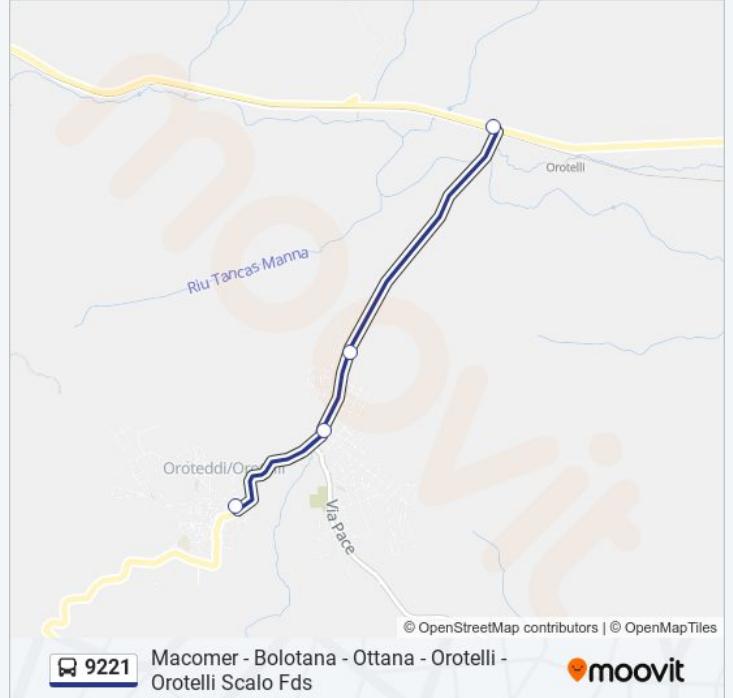 moovit
Orotelli
Riu Tancas Manna
Oroteddi/Orotelli
Via Pace
© OpenStreetMap contributors | © OpenMapTiles
9221
Macomer - Bolotana - Ottana - Orotelli -
Orotelli Scalo Fds
moovit